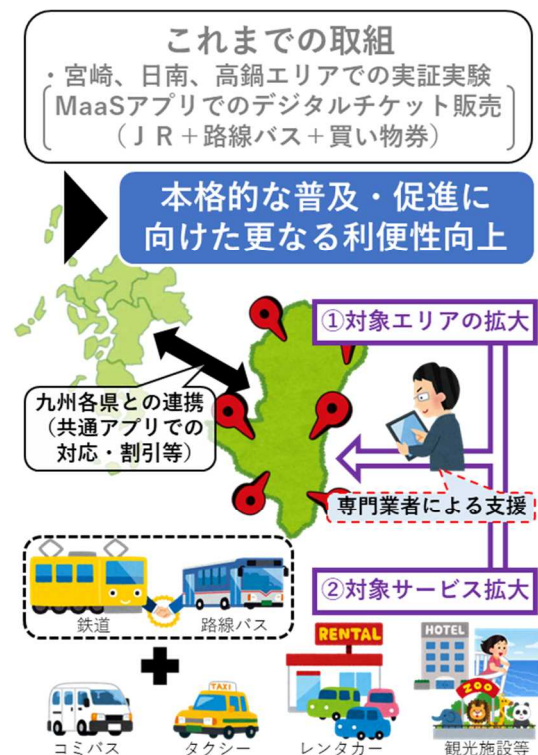 これまでの取組
・宮崎、日南、高鍋エリアでの実証実験
MaaSアプリでのデジタルチケット販売
（ＪＲ＋路線バス＋買い物券）
本格的な普及・促進に
向けた更なる利便性向上
①対象エリアの拡大
九州各県との連携
（共通アプリでの
対応・割引等）
専門業者による支援
②対象サービス拡大
鉄道
路線バス
RENTAL
HOTEL
ZOO
TAXI
コミバス
タクシー
レンタカー
観光施設等